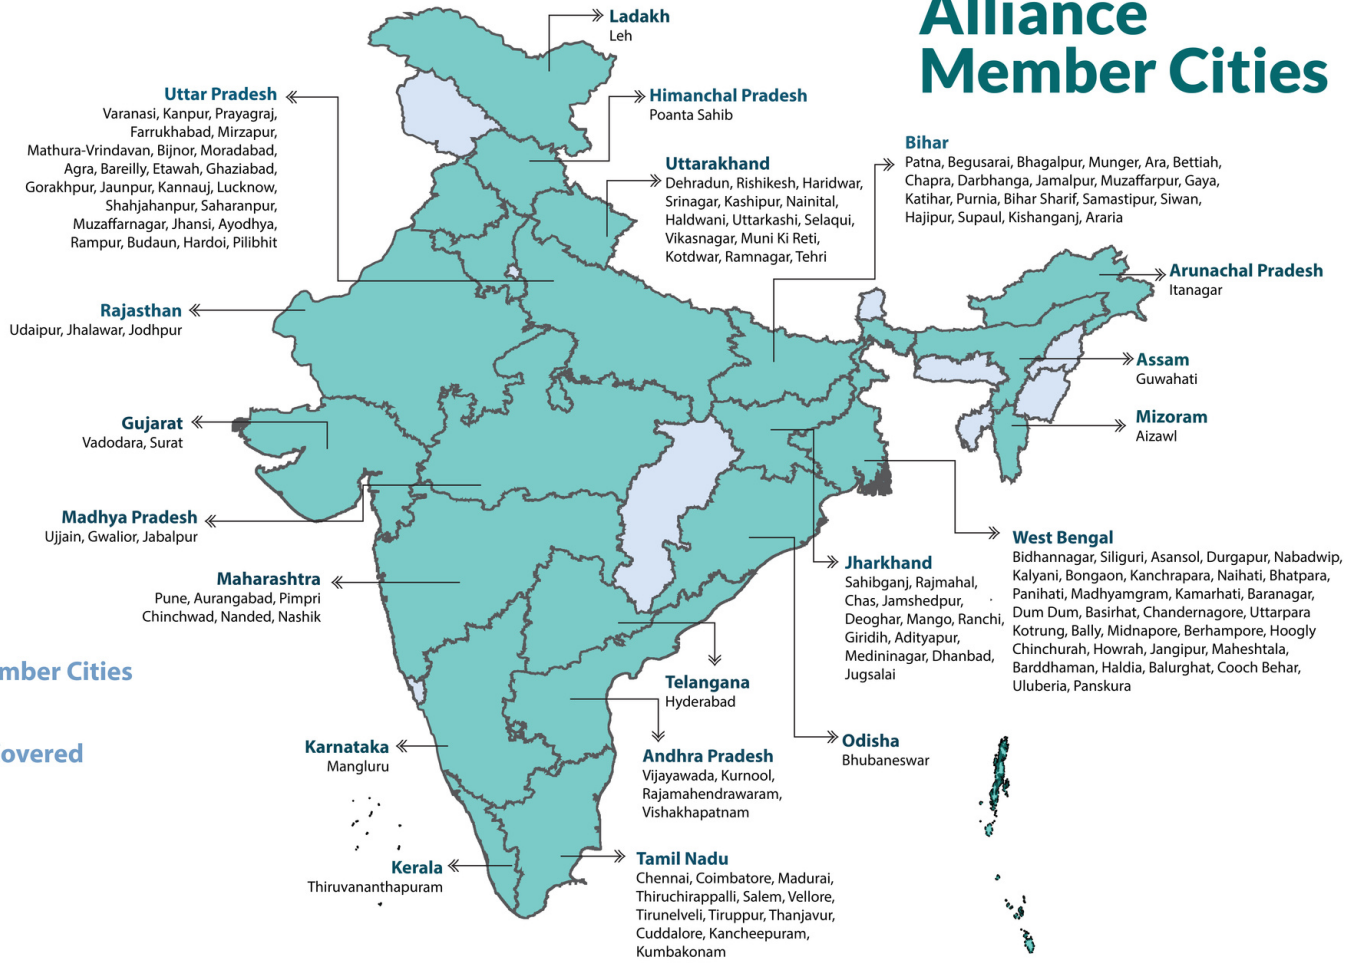 Alliance
Member Cities
Ladakh
Leh
Uttar Pradesh
Varanasi, Kanpur, Prayagraj,
Farrukhabad, Mirzapur,
Mathura-Vrindavan, Bijnor, Moradabad,
Agra, Bareilly, Etawah, Ghaziabad,
Gorakhpur, Jaunpur, Kannauj, Lucknow,
Shahjahanpur, Saharanpur,
Muzaffarnagar, Jhansi, Ayodhya,
Rampur, Budaun, Hardoi, Pilibhit
Himanchal Pradesh
Poanta Sahib
Uttarakhand
Dehradun, Rishikesh, Haridwar,
Srinagar, Kashipur, Nainital,
Haldwani, Uttarkashi, Selaqui,
Vikasnagar, Muni Ki Reti,
Kotdwar, Ramnagar, Tehri
Bihar
Patna, Begusarai, Bhagalpur, Munger, Ara, Bettiah,
Chapra, Darbhanga, Jamalpur, Muzaffarpur, Gaya,
Katihar, Purnia, Bihar Sharif, Samastipur, Siwan,
Hajipur, Supaul, Kishanganj, Araria
Arunachal Pradesh
Itanagar
Rajasthan
Udaipur, Jhalawar, Jodhpur
Assam
Guwahati
Mizoram
Aizawl
Gujarat
Vadodara, Surat
Madhya Pradesh
Ujjain, Gwalior, Jabalpur
West Bengal
Bidhannagar, Siliguri, Asansol, Durgapur, Nabadwip,
Kalyani, Bongaon, Kanchrapara, Naihati, Bhatpara,
Panihati, Madhyamgram, Kamarhati, Baranagar,
Dum Dum, Basirhat, Chandernagore, Uttarpara
Kotrung, Bally, Midnapore, Berhampore, Hoogly
Chinchurah, Howrah, Jangipur, Maheshtala,
Barddhaman, Haldia, Balurghat, Cooch Behar,
Uluberia, Panskura
Jharkhand
Sahibganj, Rajmahal,
Chas, Jamshedpur,
Deoghar, Mango, Ranchi,
Giridih, Adityapur,
Medininagar, Dhanbad,
Jugsalai
Maharashtra
Pune, Aurangabad, Pimpri
Chinchwad, Nanded, Nashik
mber Cities
overed
Telangana
Hyderabad
Odisha
Bhubaneswar
Karnataka
Mangluru
Andhra Pradesh
Vijayawada, Kurnool,
Rajamahendrawaram,
Vishakhapatnam
Kerala
Thiruvananthapuram
Tamil Nadu
Chennai, Coimbatore, Madurai,
Thiruchirappalli, Salem, Vellore,
Tirunelveli, Tiruppur, Thanjavur,
Cuddalore, Kancheepuram,
Kumbakonam